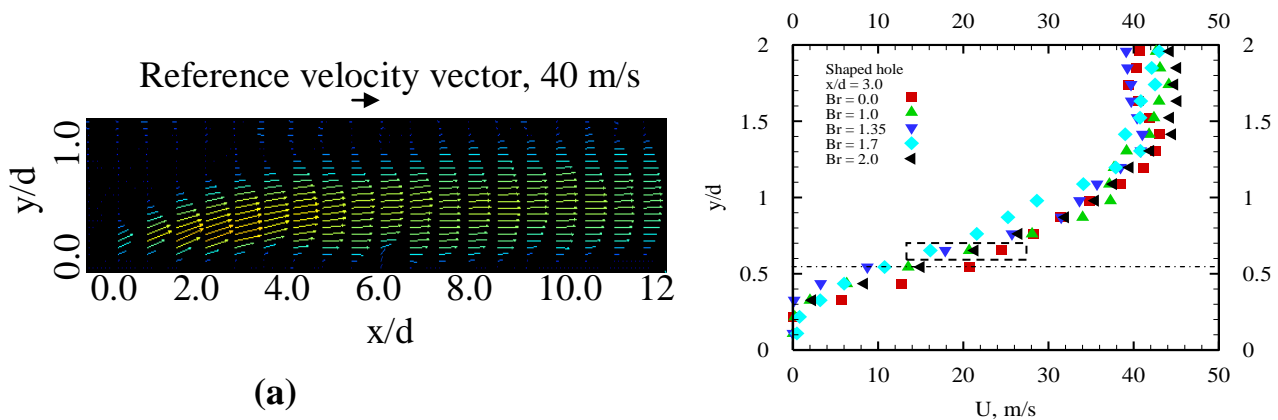 Reference velocity vector, 40 m/s
y/d
1.0
0.0
0.0 2.0 4.0 6.0 8.0 10.0 12
x/d
(a)
0 10 20 30 40 50
2 2
1.5 1.5
1 1
0.5 0.5
0 0
y/d
Shaped hole
x/d = 3.0
Br = 0.0
Br = 1.0
Br = 1.35
Br = 1.7
Br = 2.0
0 10 20 30 40 50
U, m/s